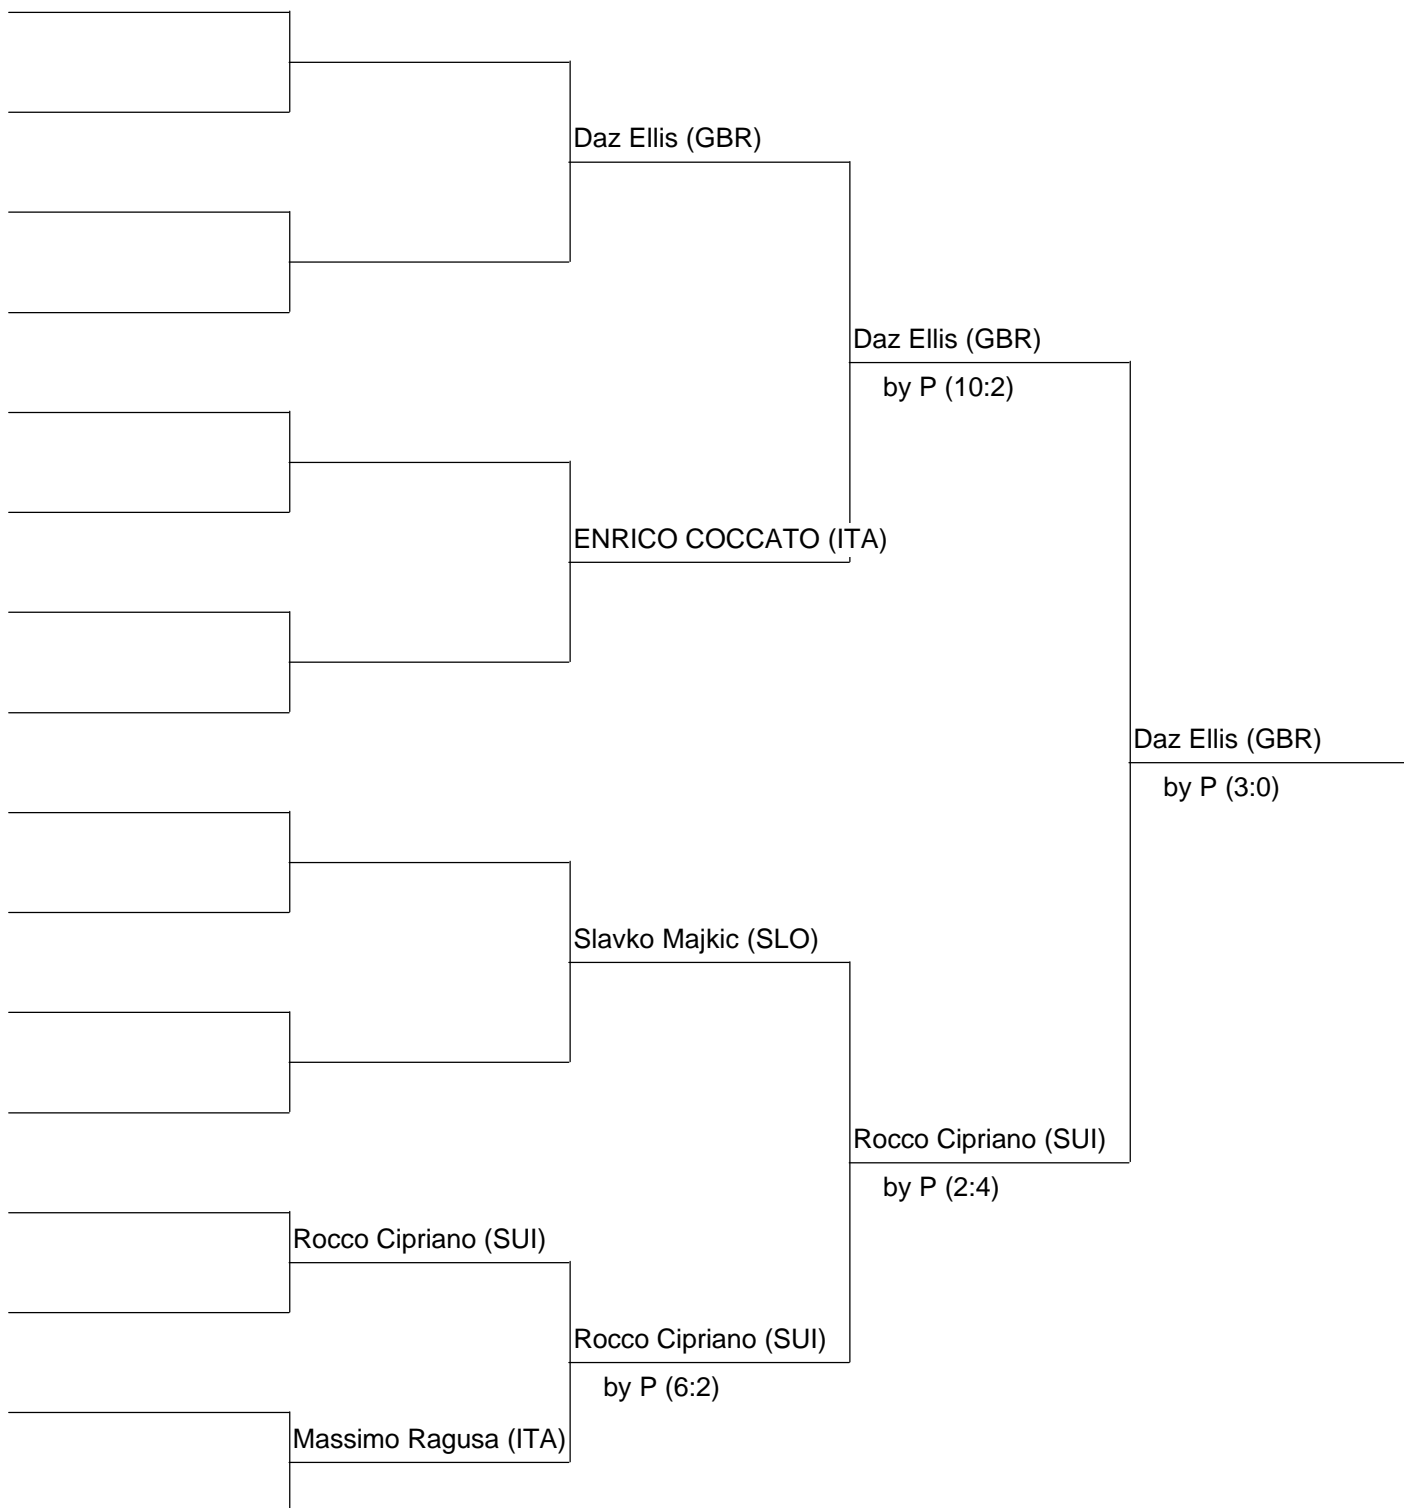 Daz Ellis (GBR)
Daz Ellis (GBR)
by P (10:2)
ENRICO COCCATO (ITA)
Daz Ellis (GBR)
by P (3:0)
Slavko Majkic (SLO)
Rocco Cipriano (SUI)
by P (2:4)
Rocco Cipriano (SUI)
Rocco Cipriano (SUI)
by P (6:2)
Massimo Ragusa (ITA)